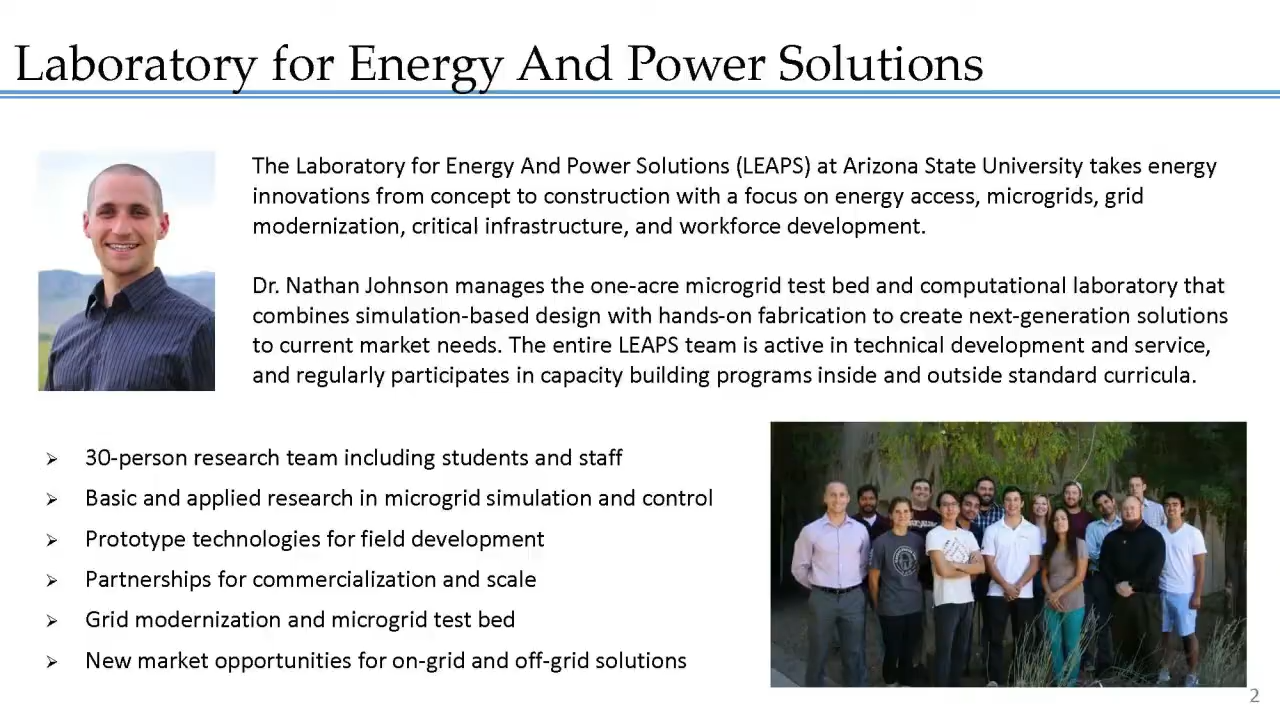 Laboratory for Energy And Power Solutions
The Laboratory for Energy And Power Solutions (LEAPS) at Arizona State University takes energy
innovations from concept to construction with a focus on energy access, microgrids, grid
modernization, critical infrastructure, and workforce development.
Dr. Nathan Johnson manages the one-acre microgrid test bed and computational laboratory that
combines simulation-based design with hands-on fabrication to create next-generation solutions
to current market needs. The entire LEAPS team is active in technical development and service,
and regularly participates in capacity building programs inside and outside standard curricula.
➢ 30-person research team including students and staff
➢ Basic and applied research in microgrid simulation and control
➢ Prototype technologies for field development
➢ Partnerships for commercialization and scale
➢ Grid modernization and microgrid test bed
➢ New market opportunities for on-grid and off-grid solutions
2